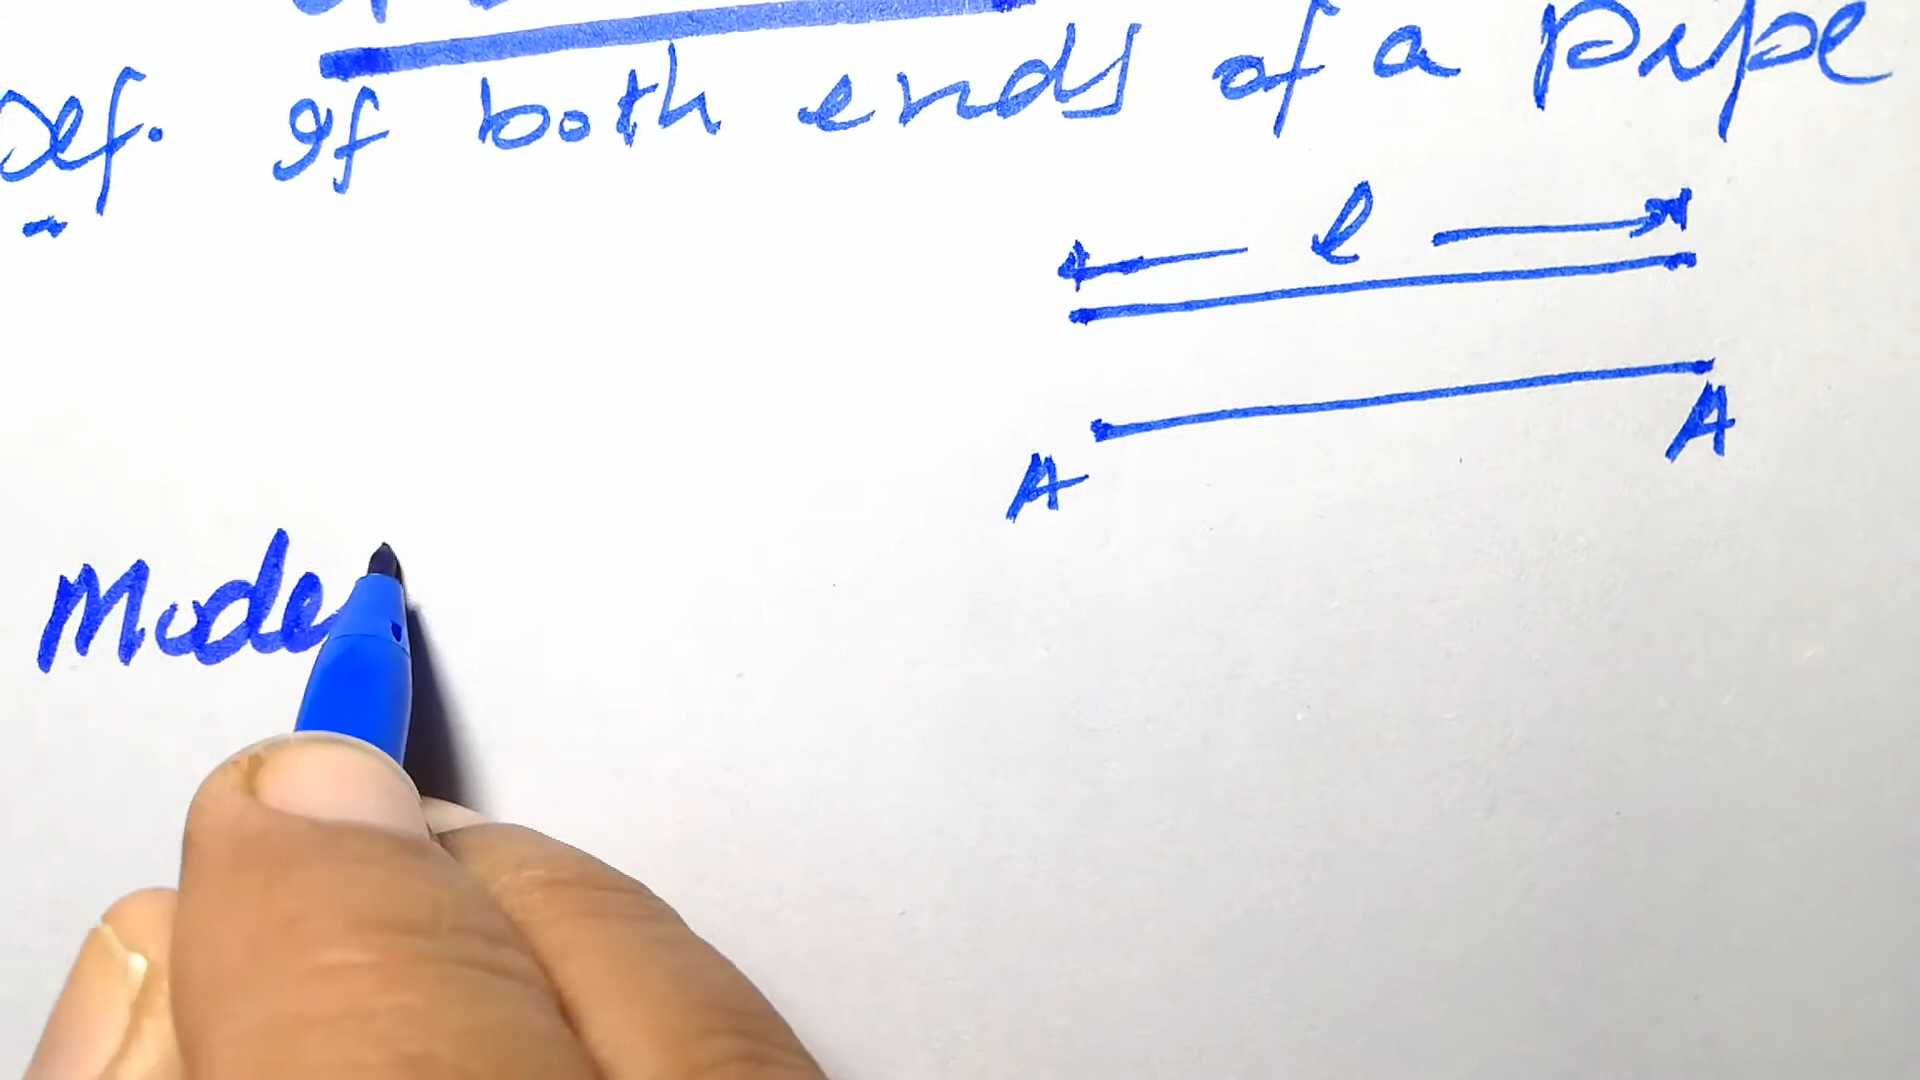 Def. If both ends of a pipe
l
A
A
Mode